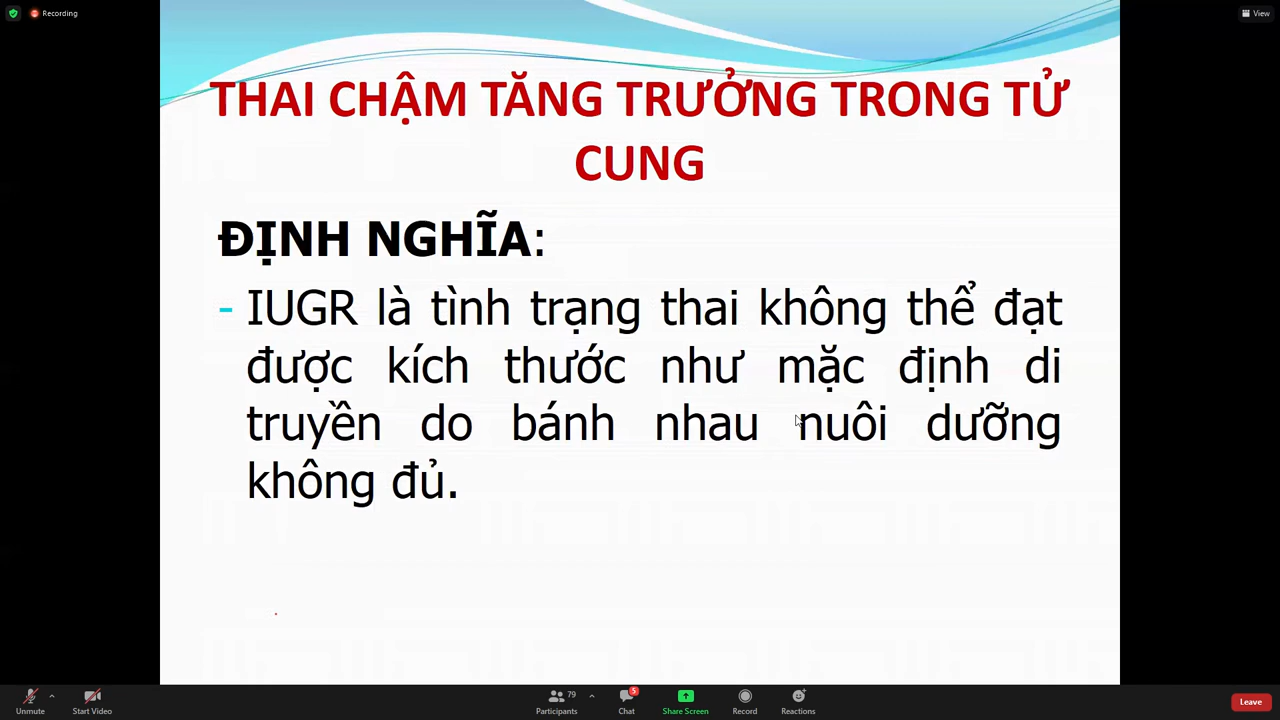 Recording
View
THAI CHẬM TĂNG TRƯỞNG TRONG TỬ
CUNG
ĐỊNH NGHĨA:
- IUGR là tình trạng thai không thể đạt
được kích thước như mặc định di
truyền do bánh nhau nuôi dưỡng
không đủ.
Unmute
Start Video
79
Participants
5
Chat
Share Screen
Record
Reactions
Leave